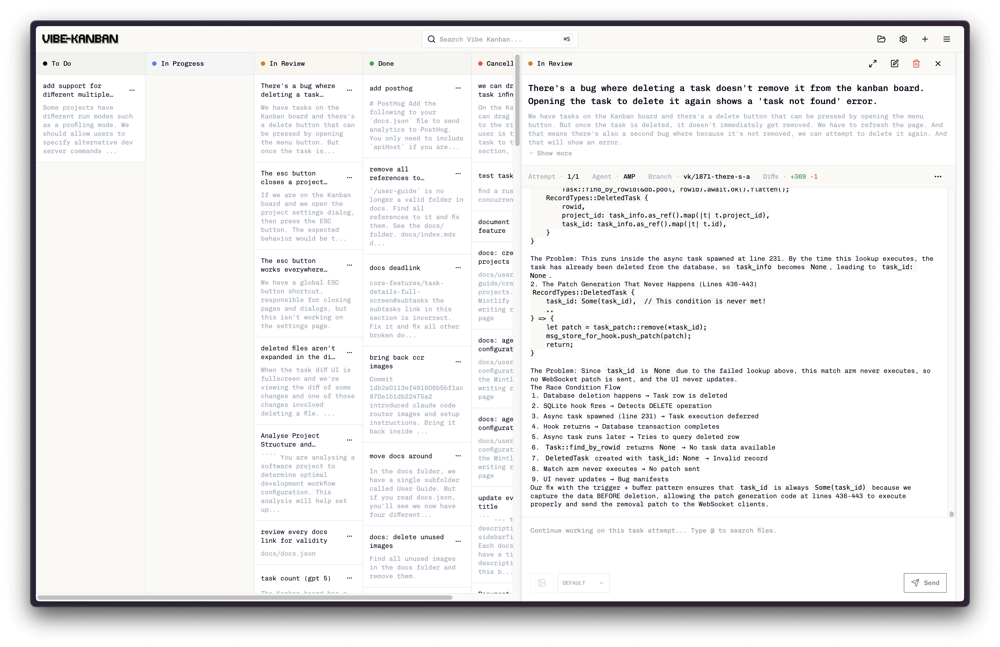 VIBE-KANBAN
Search Vibe Kanban...
⌘S
To Do
add support for
different multiple…
...
Some projects have
different run modes such
as a profiling mode. We
should allow users to
specify alternative dev
server commands ...
In Progress
In Review
There's a bug where
deleting a task…
...
We have tasks on the
Kanban board and there's
a delete button that can
be pressed by opening
the menu button. But
once the task is...
The esc button
closes a project…
...
If we are on the Kanban
board and we open the
project settings dialog,
then press the ESC
button. The expected
behavior would be t...
The esc button
works everywhere…
...
We have a global ESC
button shortcut,
responsible for closing
pages and dialogs, but
this isn't working on
the settings page.
deleted files aren't
expanded in the di…
...
When the task diff UI is
fullscreen and we're
viewing the diff of some
changes and one of those
changes involved
deleting a file. ...
Analyse Project
Structure and…
...
```` You are analysing a
software project to
determine optimal
development workflow
configuration. This
analysis will help set
up...
review every docs
link for validity
...
docs/docs.json
task count (gpt 5)
...
The Kanban board has a
Done
add posthog
...
# PostHog Add the
following to your
`docs.json` file to send
analytics to PostHog.
You only need to include
`apiHost` if you are...
remove all
references to…
...
`/user-guide` is no
longer a valid folder in
docs. Find all
references to it and fix
them. See the docs/
folder. docs/index.mdx
d...
docs deadlink
...
core-features/task-
details-full-
screen#subtasks the
subtasks link in this
section is incorrect.
Fix it and fix all other
broken do...
bring back ccr
images
...
Commit
1db2e0113ef491806b5bf1ac
870e1b1db22475a2
introduced claude code
router images and setup
instructions. Bring it
back inside ...
move docs around
...
In the docs folder, we
have a single subfolder
called User Guide. But
if you read docs.json,
you'll see we now have
four different...
docs: delete unused
images
...
Find all unused images
in the docs folder and
remove them.
Cancell
we can dr
task infin
On the Ka
can drag
to the ri
user is t
task to t
section,
test task
find a rus
concurren
document
feature
docs: cre
projects
docs/user
guide/cre
projects.
Mintlify
writing r
page
docs: age
configurat
docs/user
configurat
the Mintl
writing r
page
docs: age
configurat
docs/user
configurat
the Mintl
writing r
page
update ev
title
``` --- t
descripti
sidebarTi
Each docs
have a ti
descripti
this b...
Document
In Review
There's a bug where deleting a task doesn't remove it from the kanban board.
Opening the task to delete it again shows a 'task not found' error.
We have tasks on the Kanban board and there's a delete button that can be pressed by opening the menu
button. But once the task is deleted, it doesn't immediately get removed. We have to refresh the page. And
that means there's also a second bug where because it's not removed, we can attempt to delete it again. And
that will show an error.
Show more
Attempt · 1/1 Agent · AMP Branch · vk/1871-there-s-a Diffs · +369 -1
...
Task::find_by_rowid(&db.pool, rowid).await.ok().flatten();
RecordTypes::DeletedTask {
rowid,
project_id: task_info.as_ref().map(|t| t.project_id),
task_id: task_info.as_ref().map(|t| t.id),
}
}
The Problem: This runs inside the async task spawned at line 231. By the time this lookup executes, the
task has already been deleted from the database, so task_info becomes None, leading to task_id:
None.
2. The Patch Generation That Never Happens (Lines 436-443)
RecordTypes::DeletedTask {
task_id: Some(task_id), // This condition is never met!
..
} => {
let patch = task_patch::remove(*task_id);
msg_store_for_hook.push_patch(patch);
return;
}
The Problem: Since task_id is None due to the failed lookup above, this match arm never executes, so
no WebSocket patch is sent, and the UI never updates.
The Race Condition Flow
1. Database deletion happens → Task row is deleted
2. SQLite hook fires → Detects DELETE operation
3. Async task spawned (line 231) → Task execution deferred
4. Hook returns → Database transaction completes
5. Async task runs later → Tries to query deleted row
6. Task::find_by_rowid returns None → No task data available
7. DeletedTask created with task_id: None → Invalid record
8. Match arm never executes → No patch sent
9. UI never updates → Bug manifests
Our fix with the trigger + buffer pattern ensures that task_id is always Some(task_id) because we
capture the data BEFORE deletion, allowing the patch generation code at lines 436-443 to execute
properly and send the removal patch to the WebSocket clients.
Continue working on this task attempt... Type @ to search files.
DEFAULT
Send